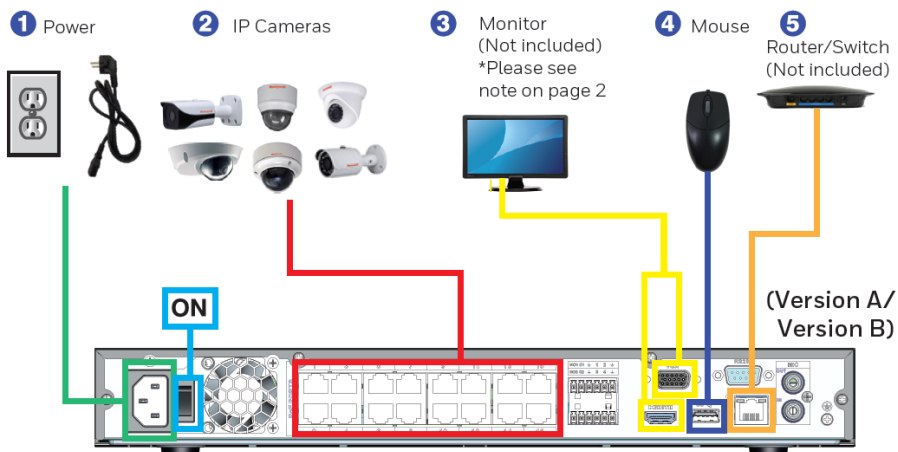 1 Power
2 IP Cameras
3 Monitor
(Not included)
*Please see
note on page 2
4 Mouse
5
Router/Switch
(Not included)
ON
(Version A/
Version B)